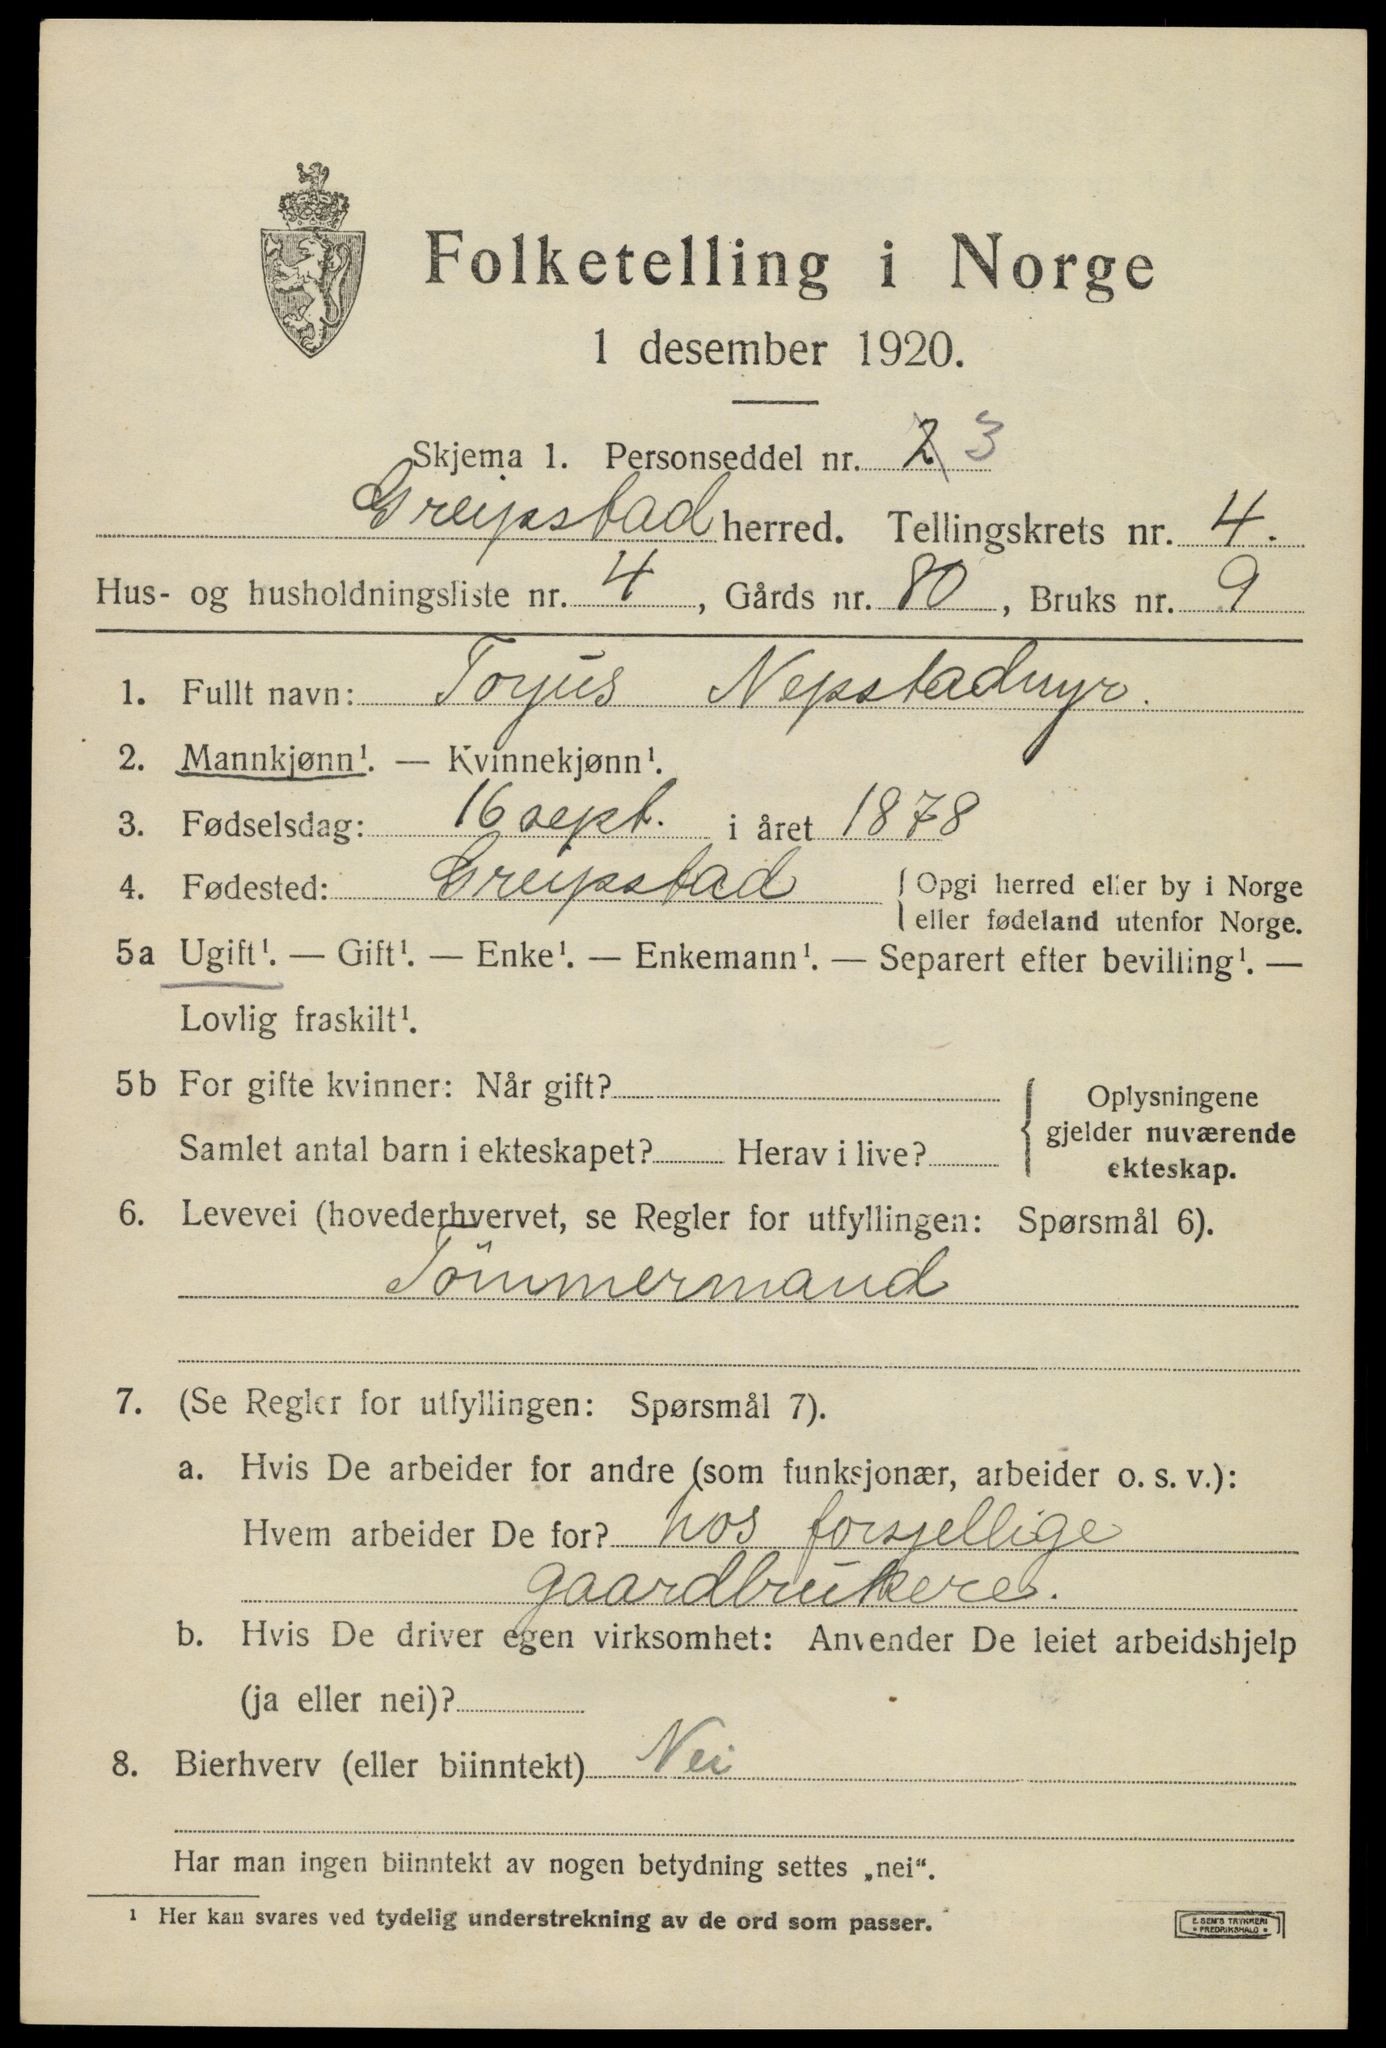 Folketelling i Norge
1 desember 1920.
Skjema 1. Personseddel nr. 2 3
Greipstad herred. Tellingskrets nr. 4.
Hus- og husholdningsliste nr. 4, Gårds nr. 80, Bruks nr. 9
1. Fullt navn: Torjus Nepstadmyr.
2. Mannkjønn¹. — Kvinnekjønn¹.
3. Fødselsdag: 16 sept. i året 1878
4. Fødested: Greipstad { Opgi herred eller by i Norge
eller fødeland utenfor Norge.
5a Ugift¹. — Gift¹. — Enke¹. — Enkemann¹. — Separert efter bevilling¹. —
Lovlig fraskilt¹.
5b For gifte kvinner: Når gift?
Samlet antal barn i ekteskapet? Herav i live?
Oplysningene
gjelder nuværende
ekteskap.
6. Levevei (hovederhvervet, se Regler for utfyllingen: Spørsmål 6).
Tömmermand
7. (Se Regler for utfyllingen: Spørsmål 7).
a. Hvis De arbeider for andre (som funksjonær, arbeider o. s. v.):
Hvem arbeider De for? hos forsjellige
gaardbrukere.
b. Hvis De driver egen virksomhet: Anvender De leiet arbeidshjelp
(ja eller nei)?
8. Bierhverv (eller biinntekt) Nei
Har man ingen biinntekt av nogen betydning settes „nei“.
¹ Her kan svares ved tydelig understrekning av de ord som passer.
E. SEM'S TRYKKERI
• FREDRIKSHALD •